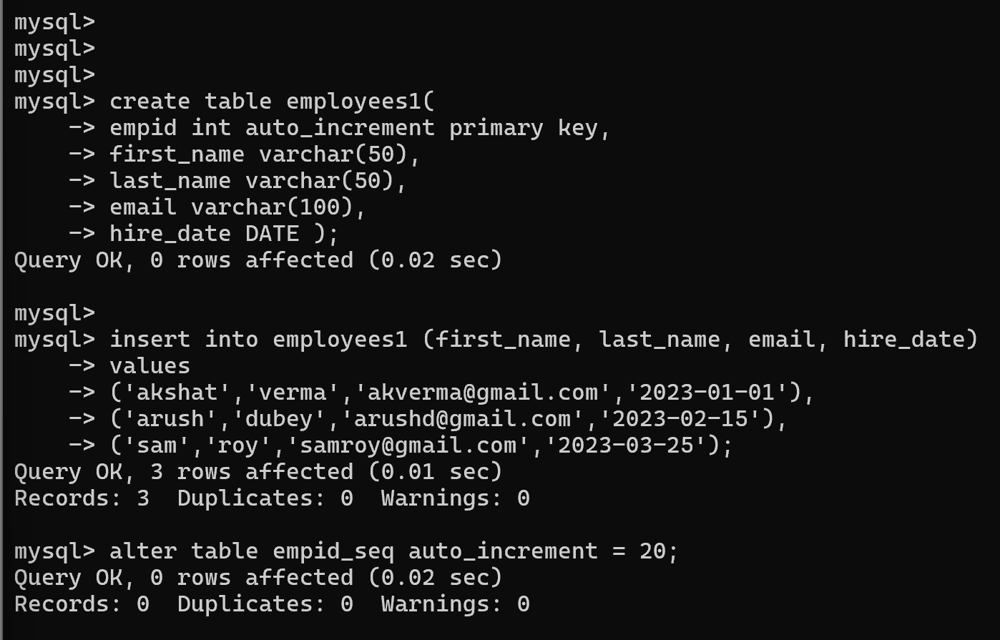 mysql>
mysql>
mysql>
mysql> create table employees1(
    -> empid int auto_increment primary key,
    -> first_name varchar(50),
    -> last_name varchar(50),
    -> email varchar(100),
    -> hire_date DATE );
Query OK, 0 rows affected (0.02 sec)

mysql>
mysql> insert into employees1 (first_name, last_name, email, hire_date)
    -> values
    -> ('akshat','verma','akverma@gmail.com','2023-01-01'),
    -> ('arush','dubey','arushd@gmail.com','2023-02-15'),
    -> ('sam','roy','samroy@gmail.com','2023-03-25');
Query OK, 3 rows affected (0.01 sec)
Records: 3  Duplicates: 0  Warnings: 0

mysql> alter table empid_seq auto_increment = 20;
Query OK, 0 rows affected (0.02 sec)
Records: 0  Duplicates: 0  Warnings: 0